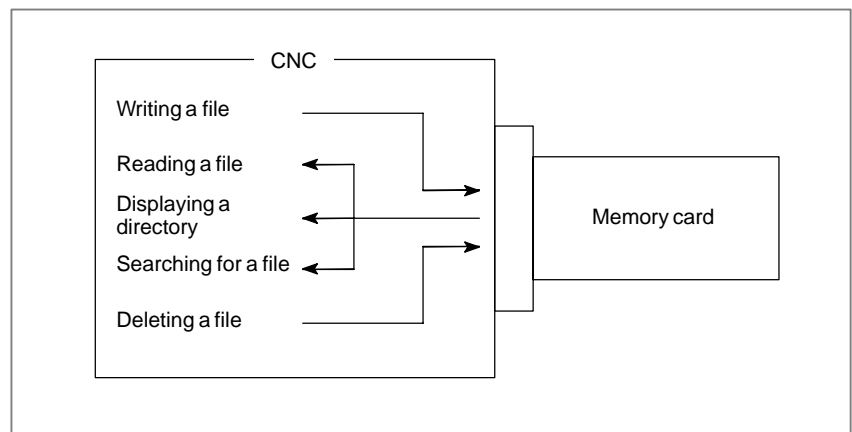 CNC
Writing a file
Reading a file
Displaying a
directory
Searching for a file
Deleting a file
Memory card